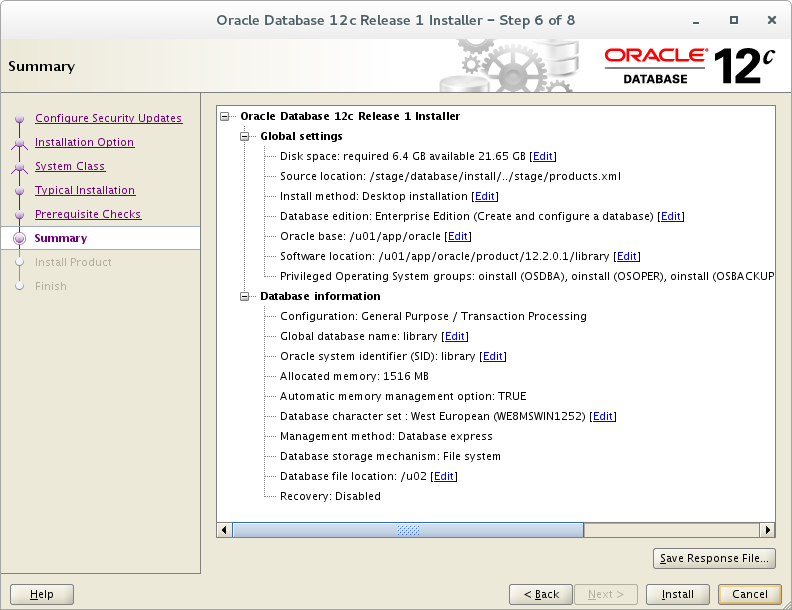 Oracle Database 12c Release 1 Installer - Step 6 of 8
Summary
ORACLE®
DATABASE
12c
Configure Security Updates
Installation Option
System Class
Typical Installation
Prerequisite Checks
Summary
Install Product
Finish
Oracle Database 12c Release 1 Installer
Global settings
Disk space: required 6.4 GB available 21.65 GB [Edit]
Source location: /stage/database/install/../stage/products.xml
Install method: Desktop installation [Edit]
Database edition: Enterprise Edition (Create and configure a database) [Edit]
Oracle base: /u01/app/oracle [Edit]
Software location: /u01/app/oracle/product/12.2.0.1/library [Edit]
Privileged Operating System groups: oinstall (OSDBA), oinstall (OSOPER), oinstall (OSBACKUP
Database information
Configuration: General Purpose / Transaction Processing
Global database name: library [Edit]
Oracle system identifier (SID): library [Edit]
Allocated memory: 1516 MB
Automatic memory management option: TRUE
Database character set : West European (WE8MSWIN1252) [Edit]
Management method: Database express
Database storage mechanism: File system
Database file location: /u02 [Edit]
Recovery: Disabled
Save Response File...
Help
< Back
Next >
Install
Cancel